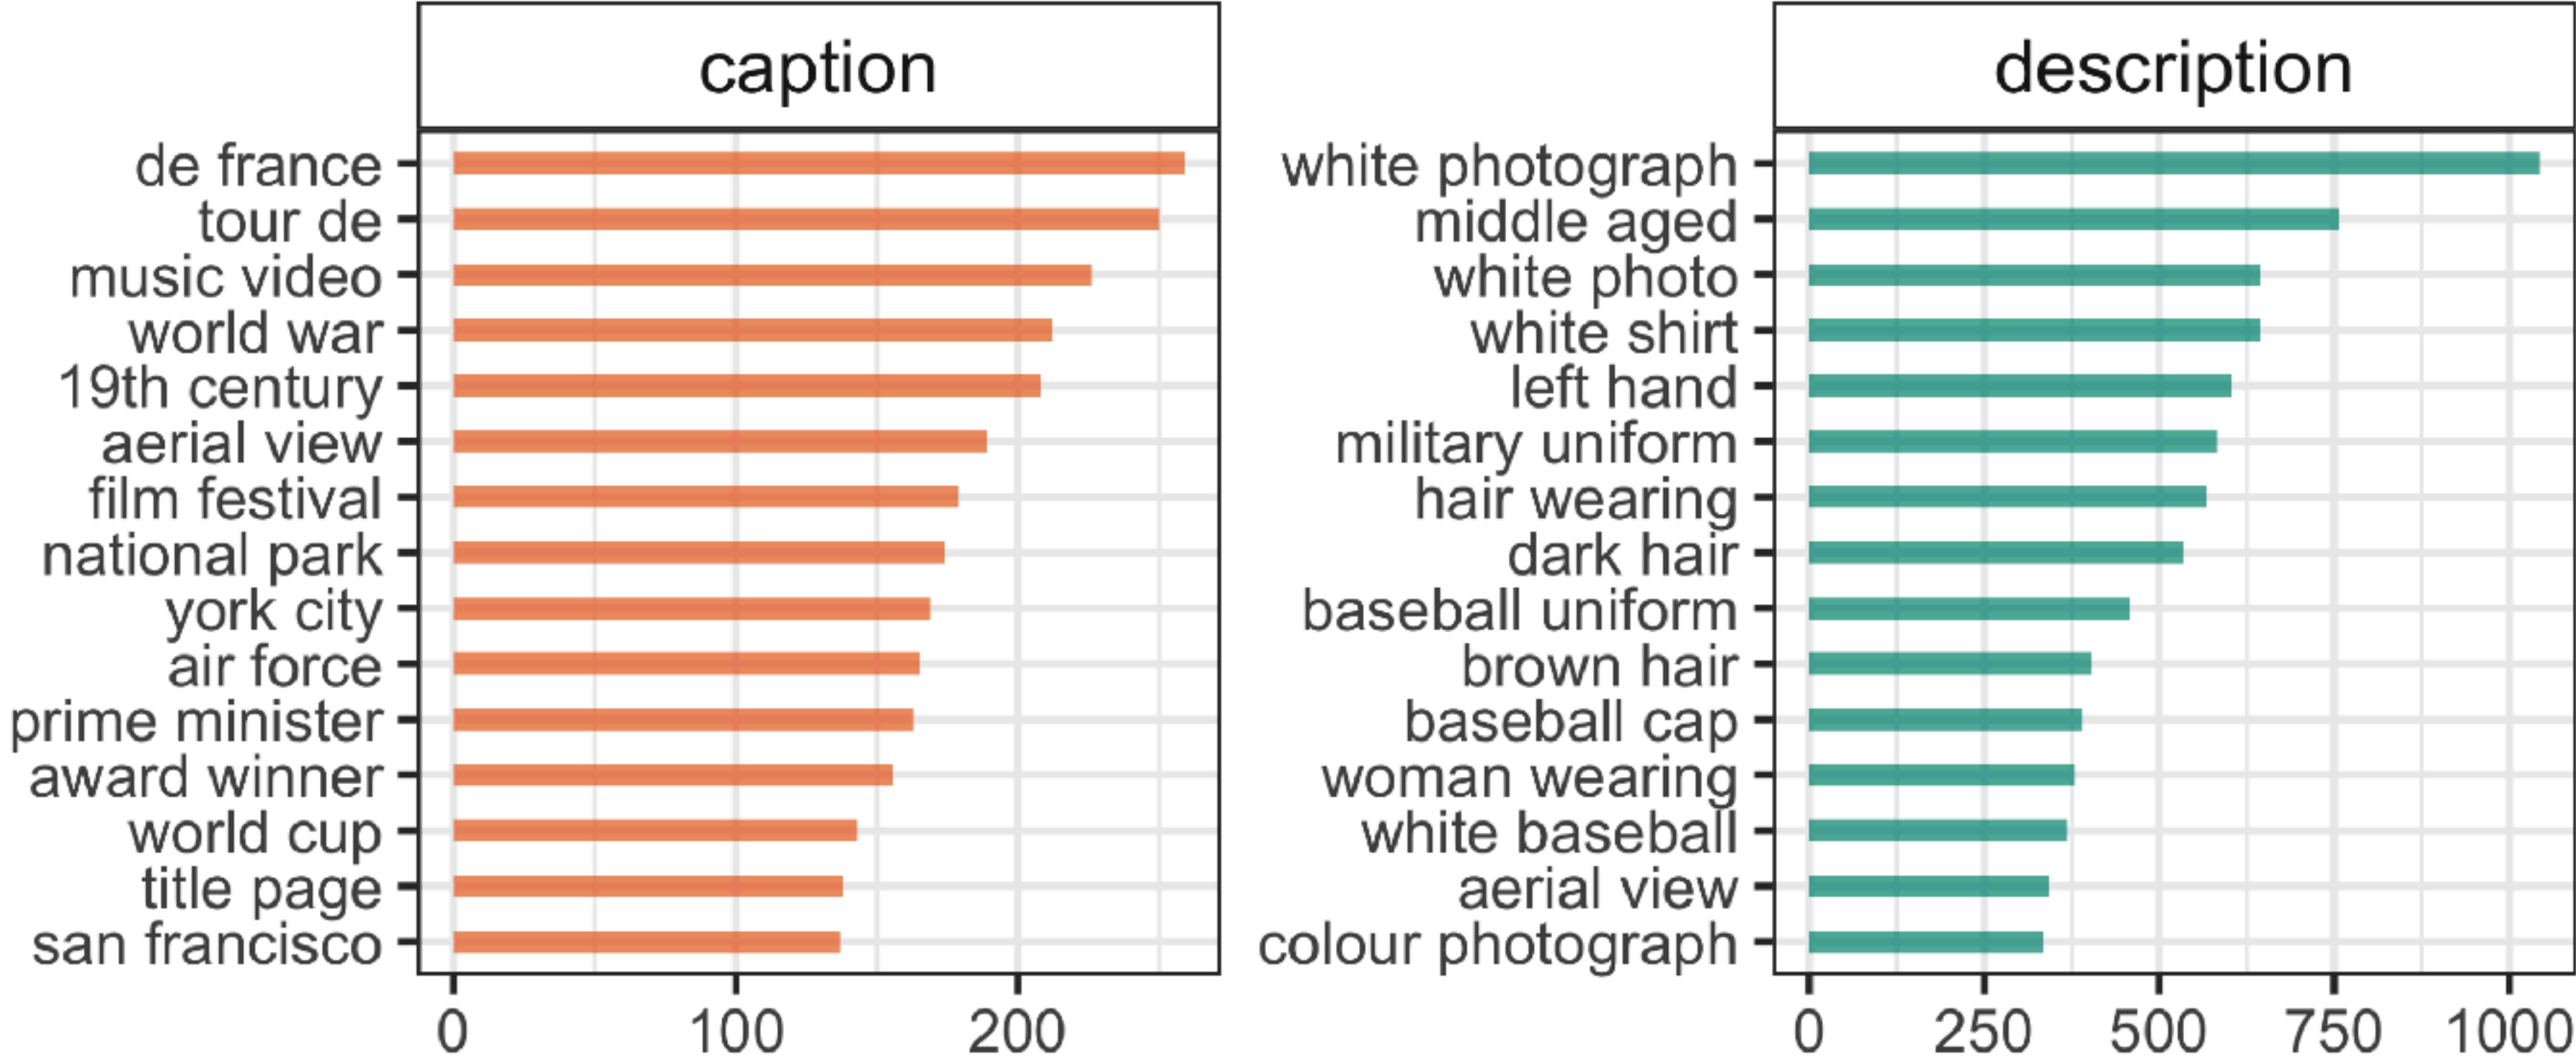 caption
de france
tour de
music video
world war
19th century
aerial view
film festival
national park
york city
air force
prime minister
award winner
world cup
title page
san francisco
0 100 200
description
white photograph
middle aged
white photo
white shirt
left hand
military uniform
hair wearing
dark hair
baseball uniform
brown hair
baseball cap
woman wearing
white baseball
aerial view
colour photograph
0 250 500 750 1000